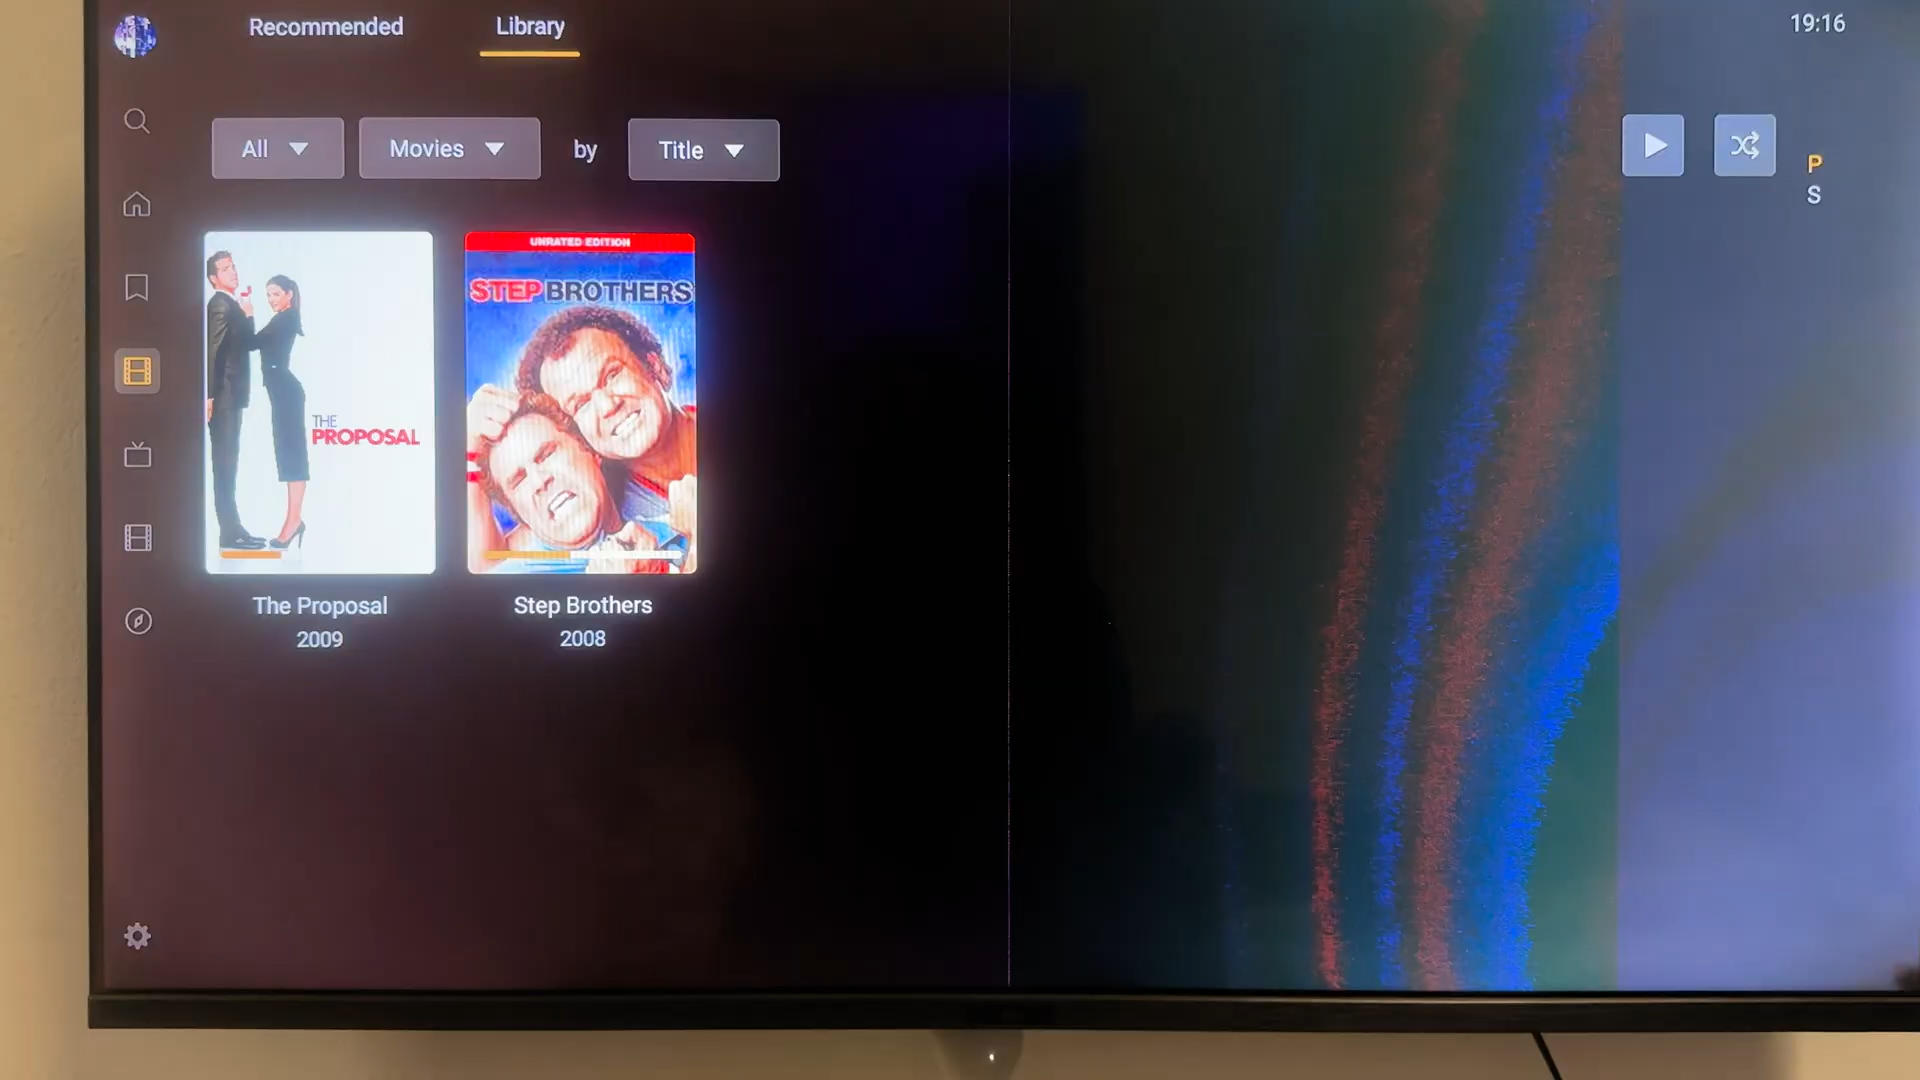 Recommended
Library
19:16
All
Movies
by
Title
P
S
UNRATED EDITION
STEP BROTHERS
THE
PROPOSAL
The Proposal
2009
Step Brothers
2008